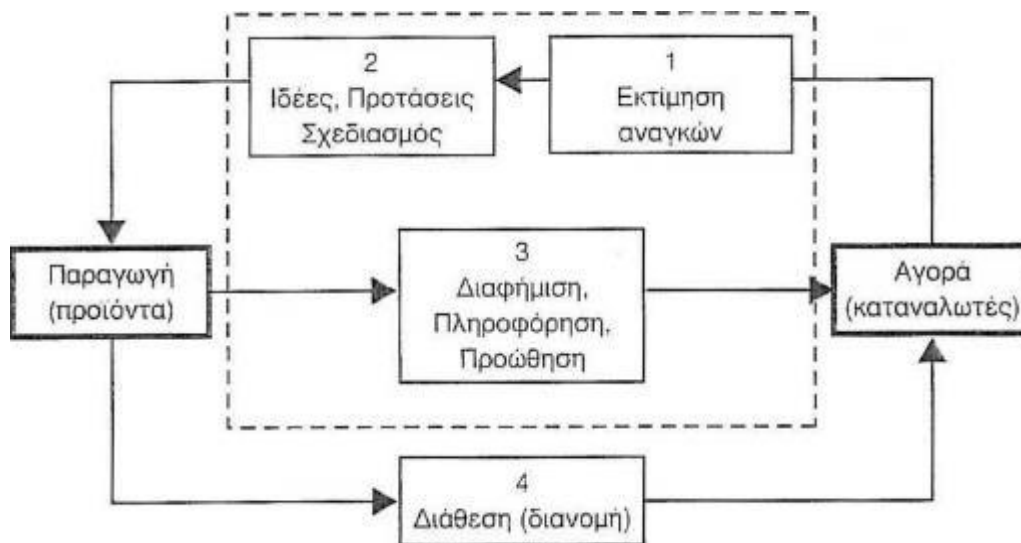 2
Ιδέες, Προτάσεις
Σχεδιασμός
1
Εκτίμηση
αναγκών
Παραγωγή
(προϊόντα)
3
Διαφήμιση,
Πληροφόρηση,
Προώθηση
Αγορά
(καταναλωτές)
4
Διάθεση (διανομή)